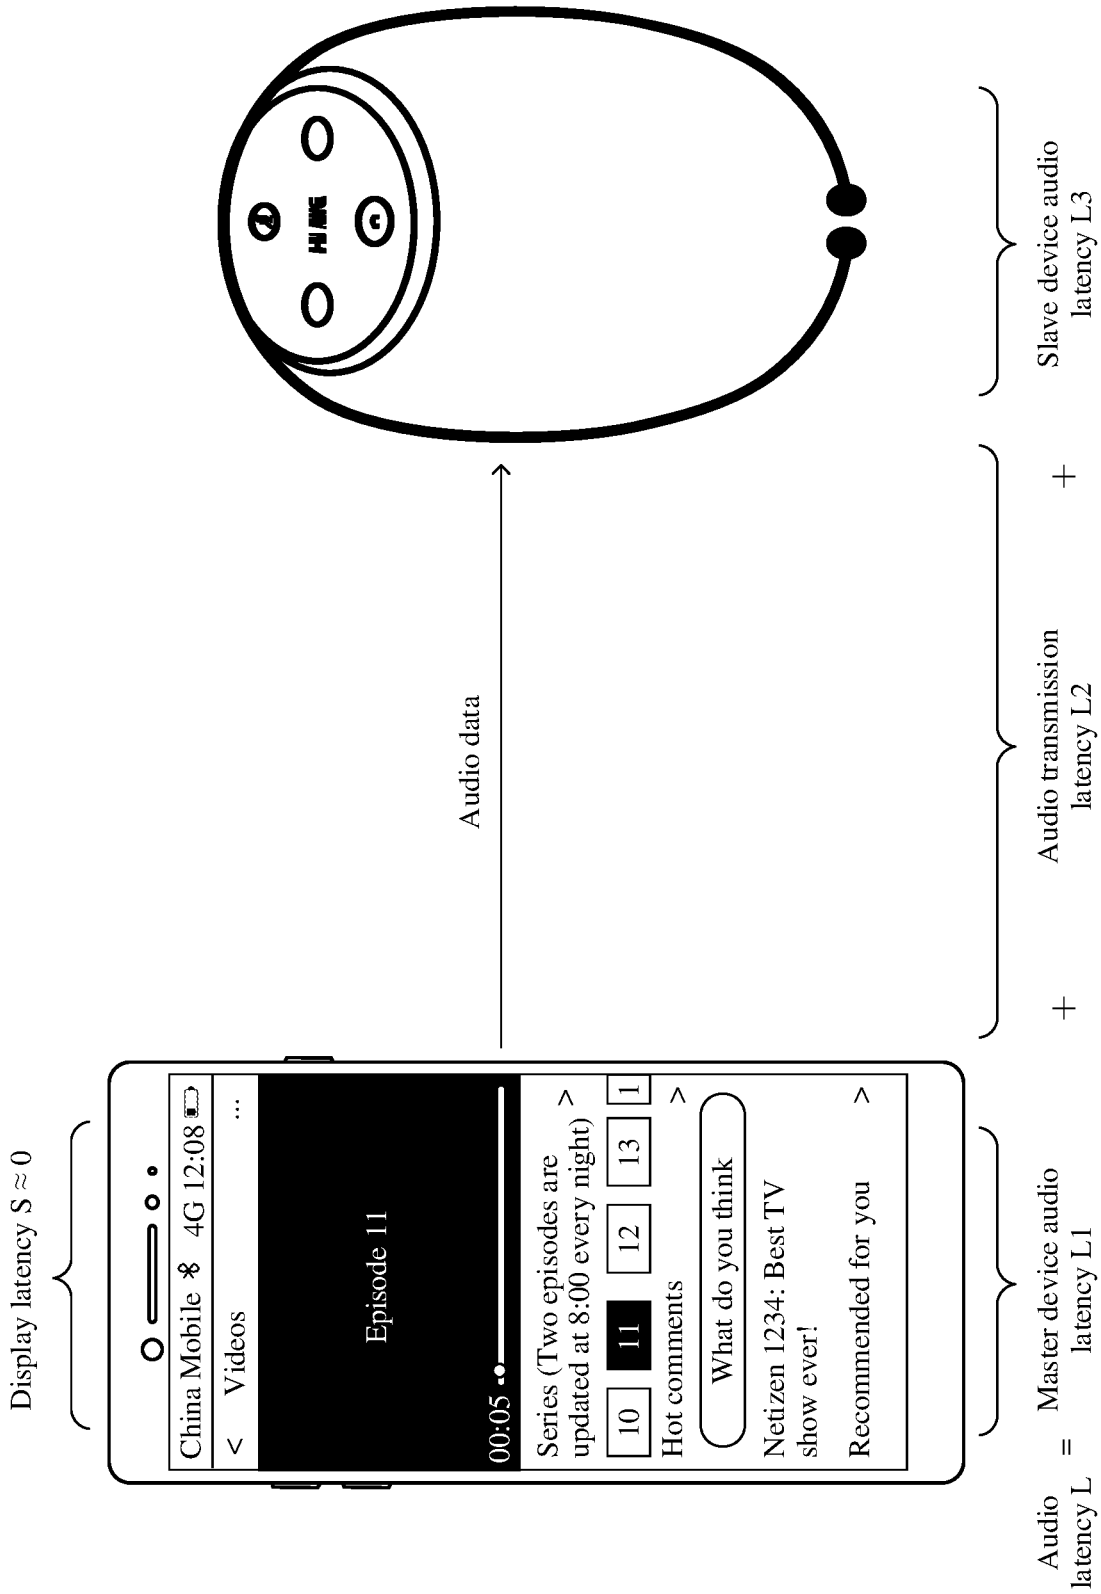 Display latency S ≈ 0
China Mobile 4G 12:08
< Videos ...
Episode 11
00:05
Series (Two episodes are >
updated at 8:00 every night)
10 11 12 13 1
Hot comments >
What do you think
Netizen 1234: Best TV
show ever!
Recommended for you >
Audio data
Audio
latency L
=
Master device audio
latency L1
+
Audio transmission
latency L2
+
Slave device audio
latency L3